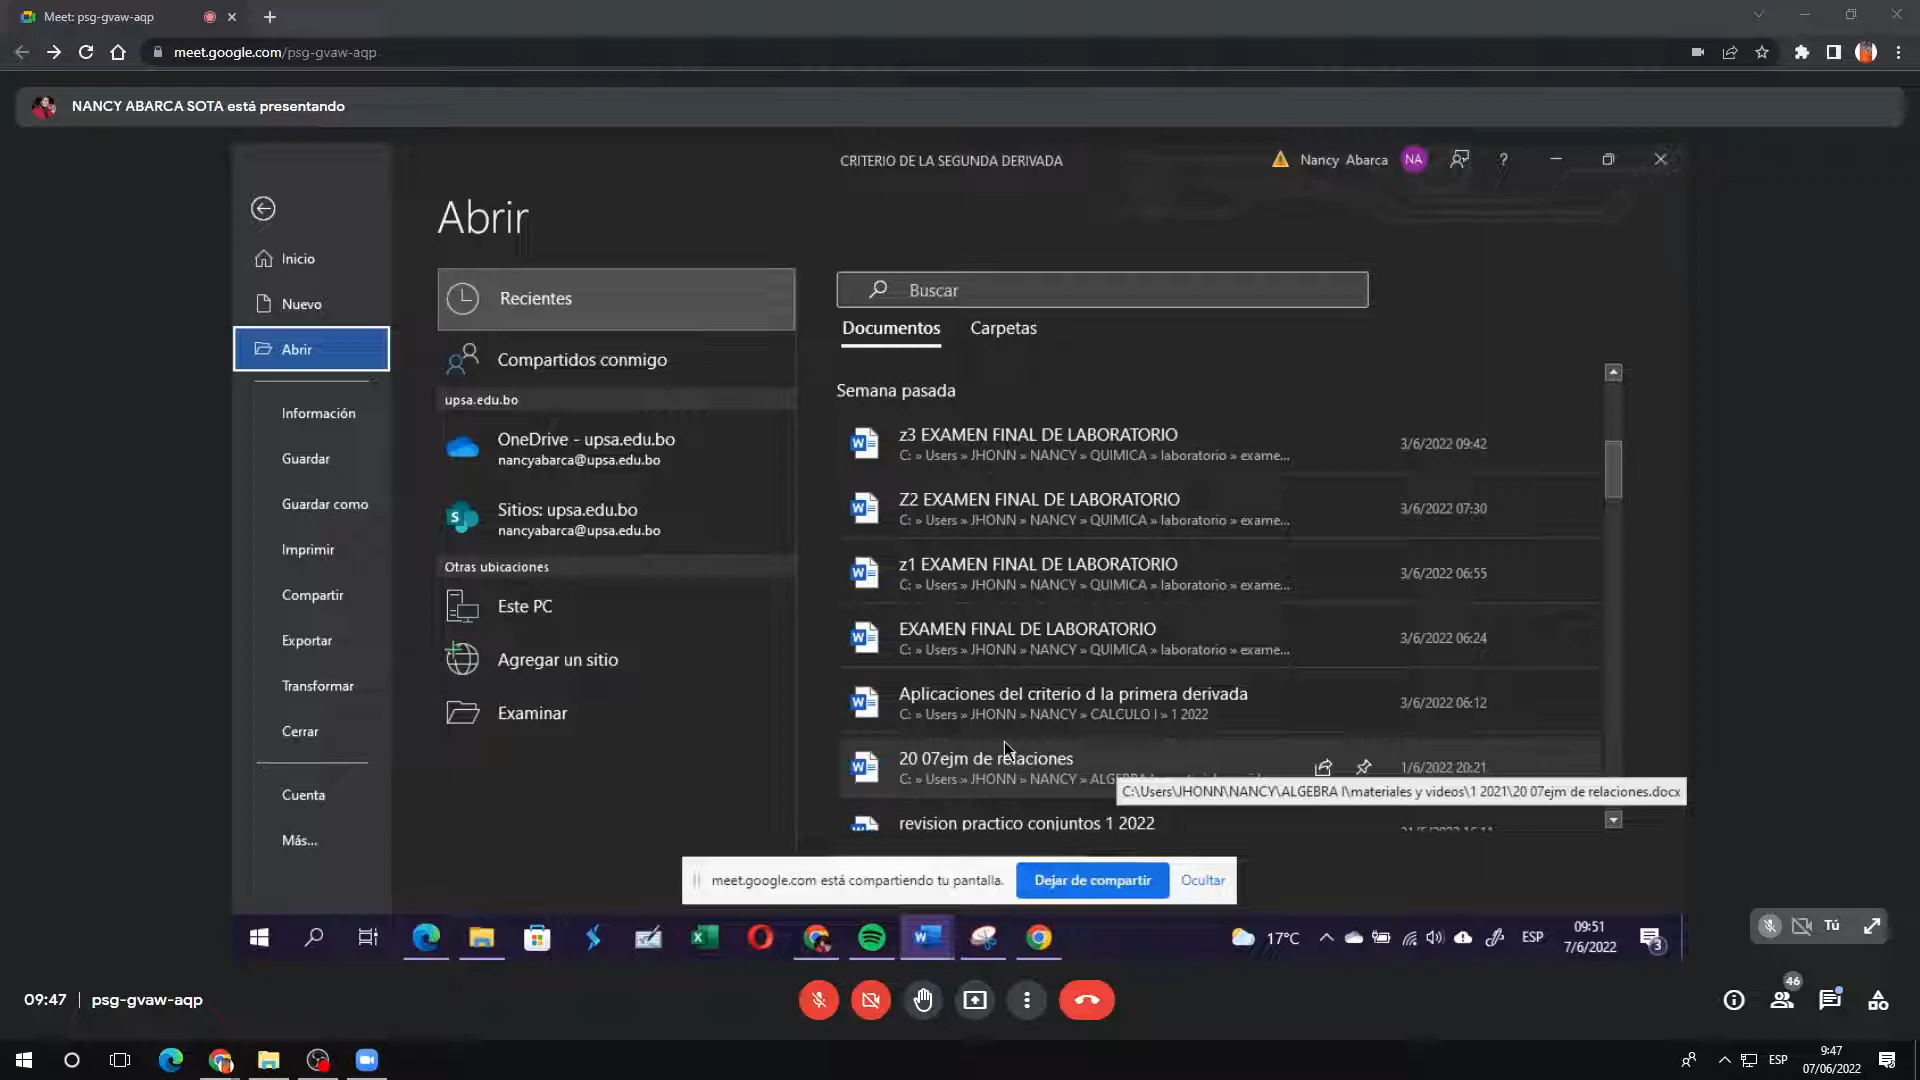 Meet: psg-gvaw-aqp
meet.google.com/psg-gvaw-aqp
NANCY ABARCA SOTA está presentando
CRITERIO DE LA SEGUNDA DERIVADA
Nancy Abarca
NA
?
Abrir
Inicio
Nuevo
Abrir
Información
Guardar
Guardar como
Imprimir
Compartir
Exportar
Transformar
Cerrar
Cuenta
Más...
Recientes
Compartidos conmigo
upsa.edu.bo
OneDrive - upsa.edu.bo
nancyabarca@upsa.edu.bo
Sitios: upsa.edu.bo
nancyabarca@upsa.edu.bo
Otras ubicaciones
Este PC
Agregar un sitio
Examinar
Buscar
Documentos Carpetas
Semana pasada
z3 EXAMEN FINAL DE LABORATORIO
C: » Users » JHONN » NANCY » QUIMICA » laboratorio » exame...
3/6/2022 09:42
Z2 EXAMEN FINAL DE LABORATORIO
C: » Users » JHONN » NANCY » QUIMICA » laboratorio » exame...
3/6/2022 07:30
z1 EXAMEN FINAL DE LABORATORIO
C: » Users » JHONN » NANCY » QUIMICA » laboratorio » exame...
3/6/2022 06:55
EXAMEN FINAL DE LABORATORIO
C: » Users » JHONN » NANCY » QUIMICA » laboratorio » exame...
3/6/2022 06:24
Aplicaciones del criterio d la primera derivada
C: » Users » JHONN » NANCY » CALCULO I » 1 2022
3/6/2022 06:12
20 07ejm de relaciones
C: » Users » JHONN » NANCY »
1/6/2022 20:21
C:\Users\JHONN\NANCY\ALGEBRA I\materiales y videos\1 2021\20 07ejm de relaciones.docx
revision practico conjuntos 1 2022
meet.google.com está compartiendo tu pantalla.
Dejar de compartir
Ocultar
17°C
ESP
09:51
7/6/2022
3
Tú
09:47 | psg-gvaw-aqp
46
ESP
9:47
07/06/2022